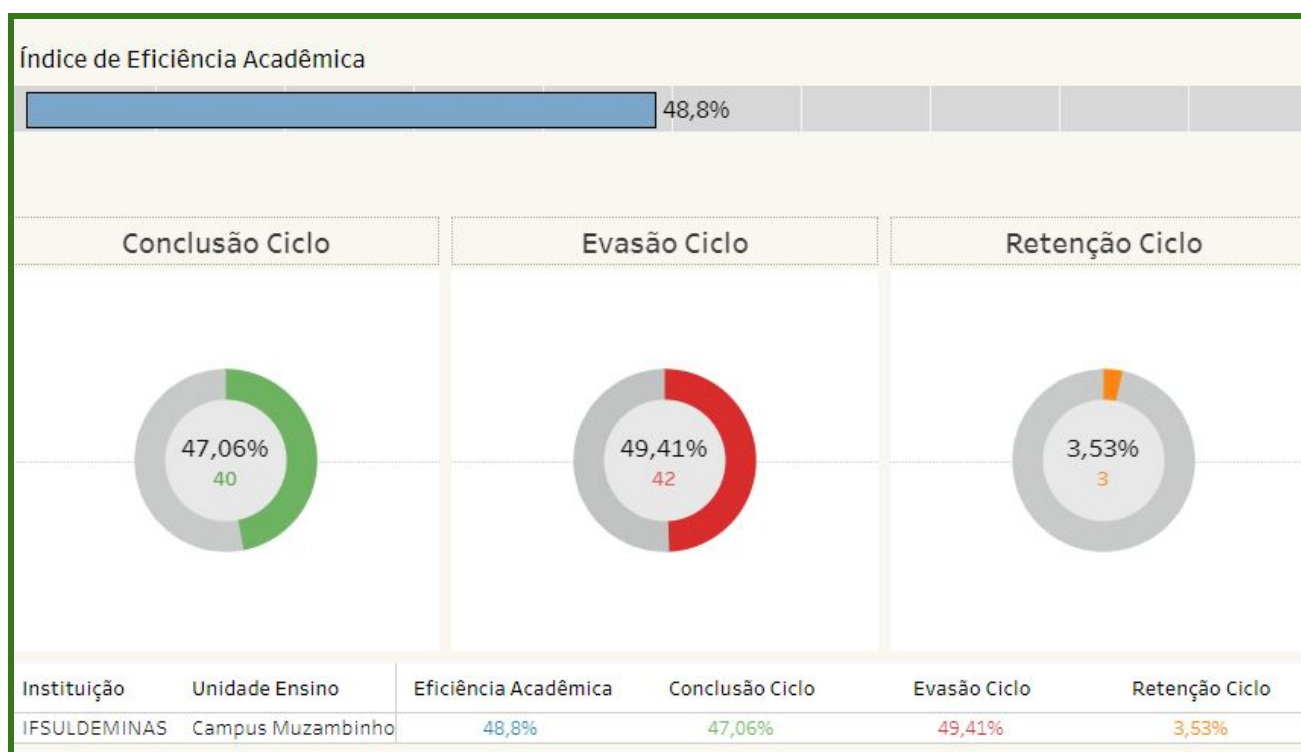 Índice de Eficiência Acadêmica
48,8%
Conclusão Ciclo
Evasão Ciclo
Retenção Ciclo
47,06%
40
49,41%
42
3,53%
3
Instituição Unidade Ensino Eficiência Acadêmica Conclusão Ciclo Evasão Ciclo Retenção Ciclo
IFSULDEMINAS Campus Muzambinho 48,8% 47,06% 49,41% 3,53%